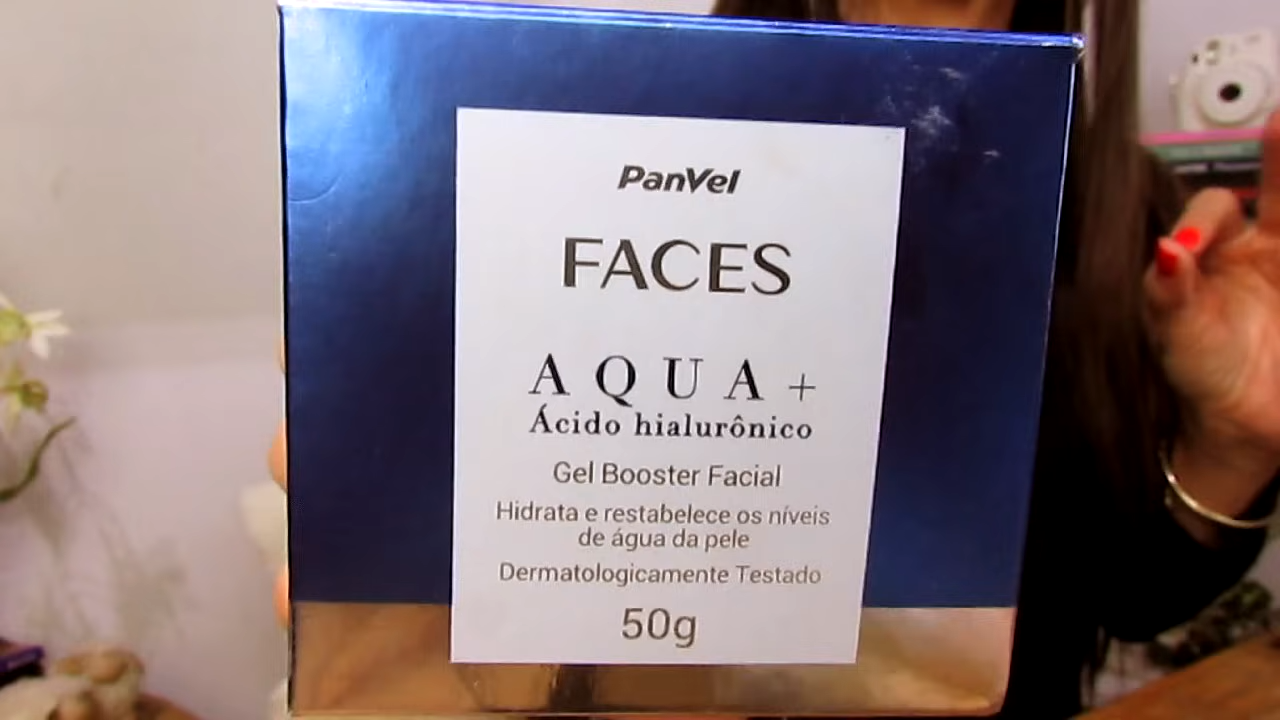 PanVel
FACES
AQUA+
Ácido hialurônico
Gel Booster Facial
Hidrata e restabelece os níveis
de água da pele
Dermatologicamente Testado
50g